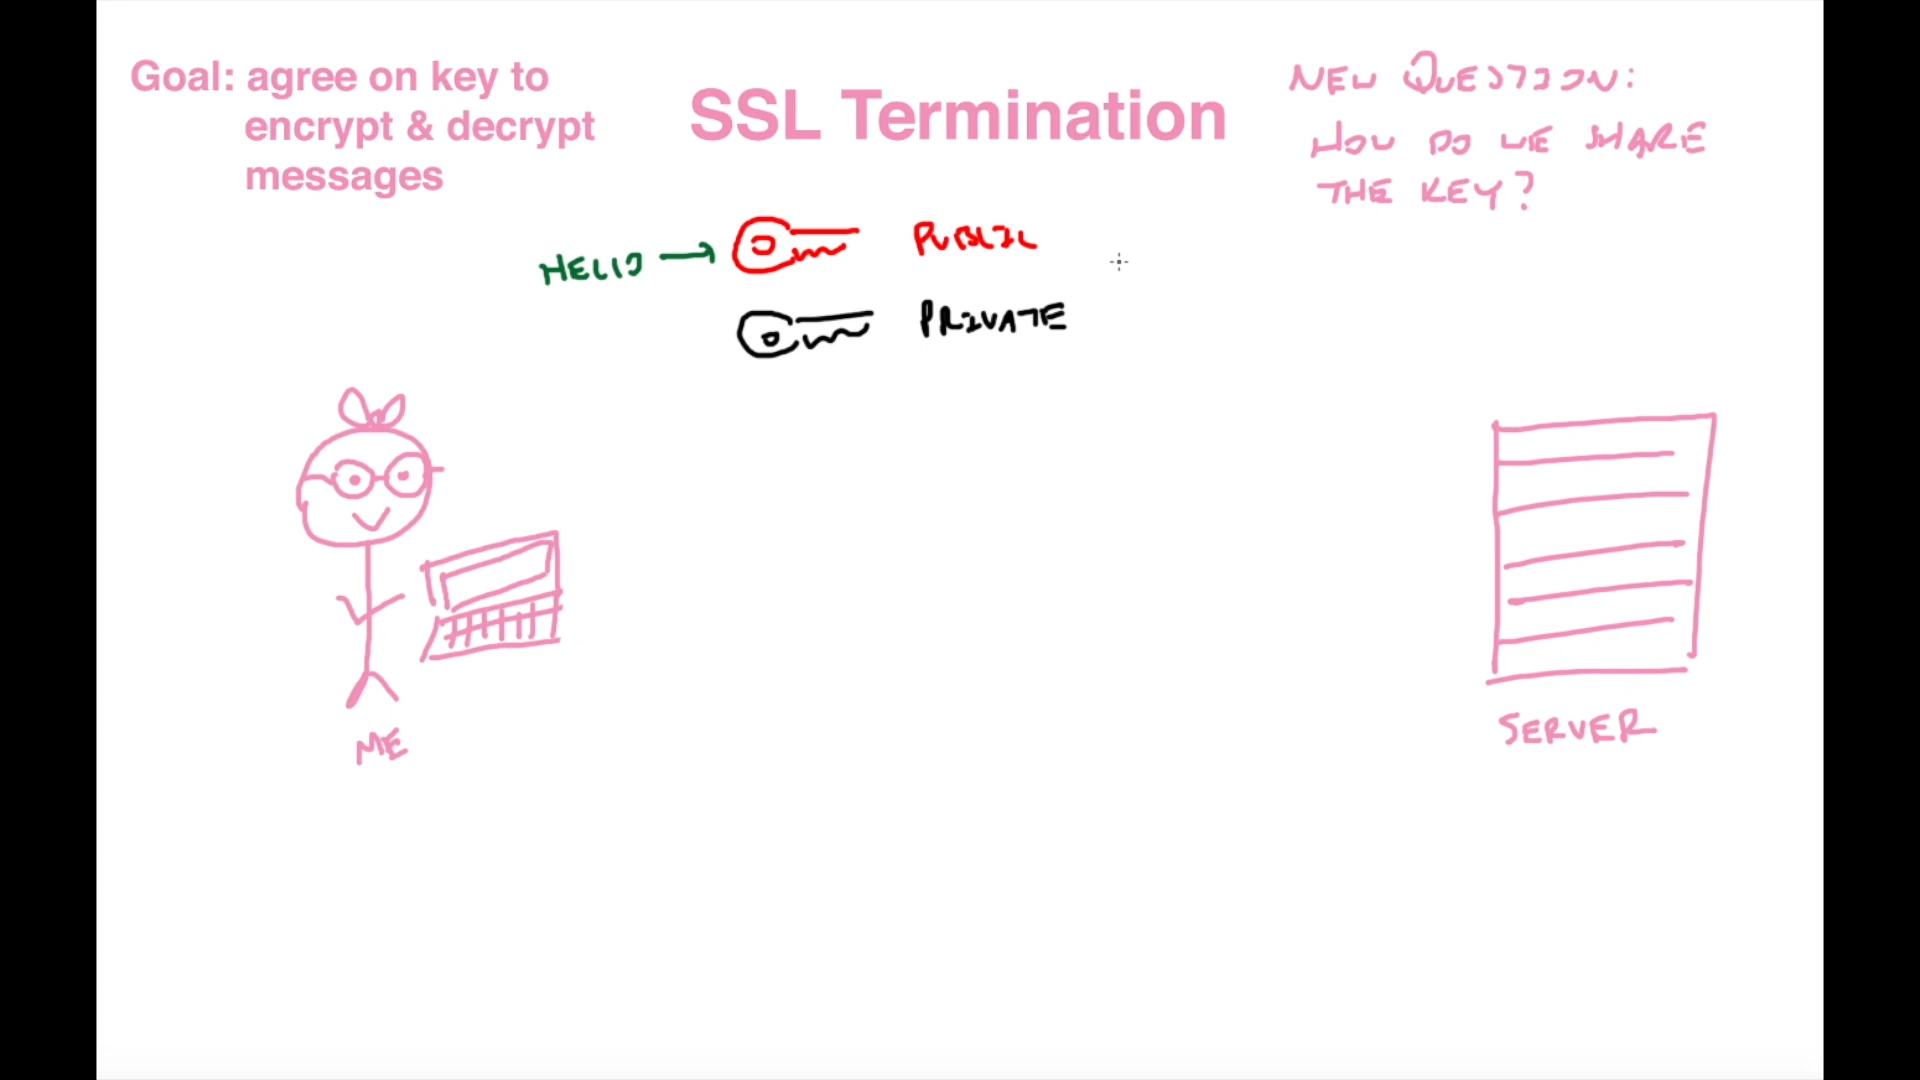 Goal: agree on key to
encrypt & decrypt
messages
SSL Termination
NEW QUESTION:
HOW DO WE SHARE
THE KEY?
HELLO → PUBLIC
PRIVATE
ME
SERVER